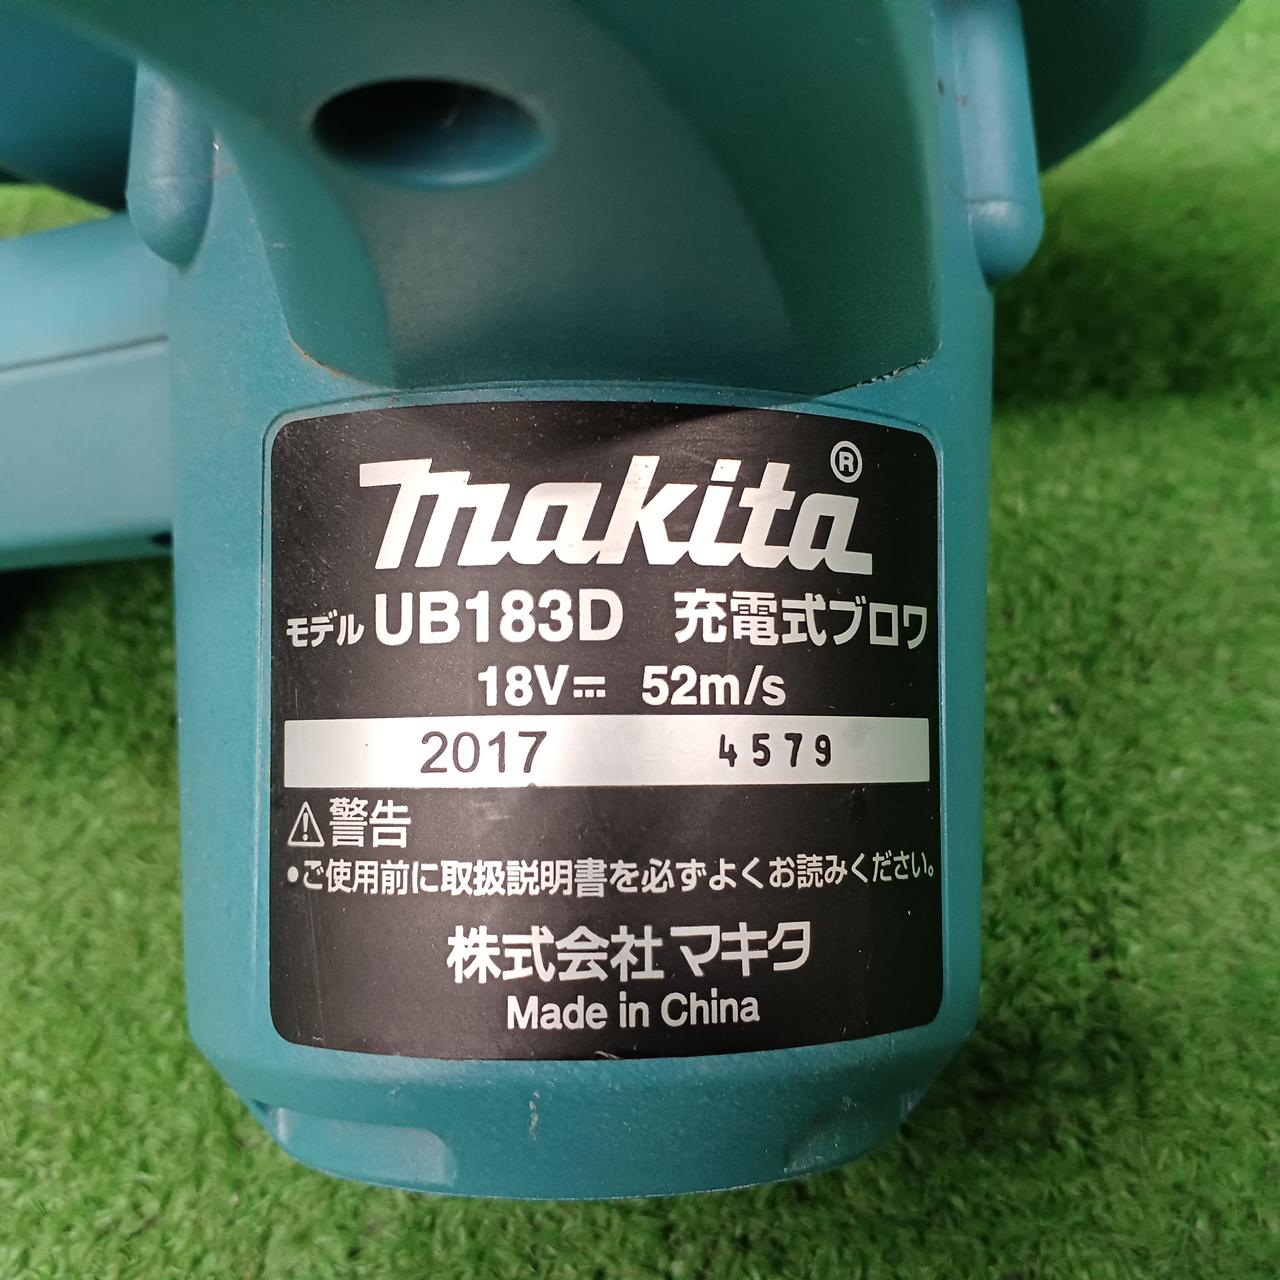 makita®
モデル UB183D 充電式ブロワ
18V⎓ 52m/s
2017 4579
⚠警告
•ご使用前に取扱説明書を必ずよくお読みください。
株式会社マキタ
Made in China